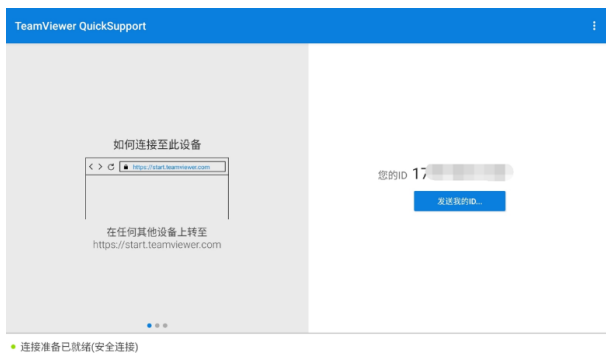 TeamViewer QuickSupport
如何连接至此设备
https://start.teamviewer.com
在任何其他设备上转至
https://start.teamviewer.com
您的ID 17
发送我的ID...
连接准备已就绪(安全连接)